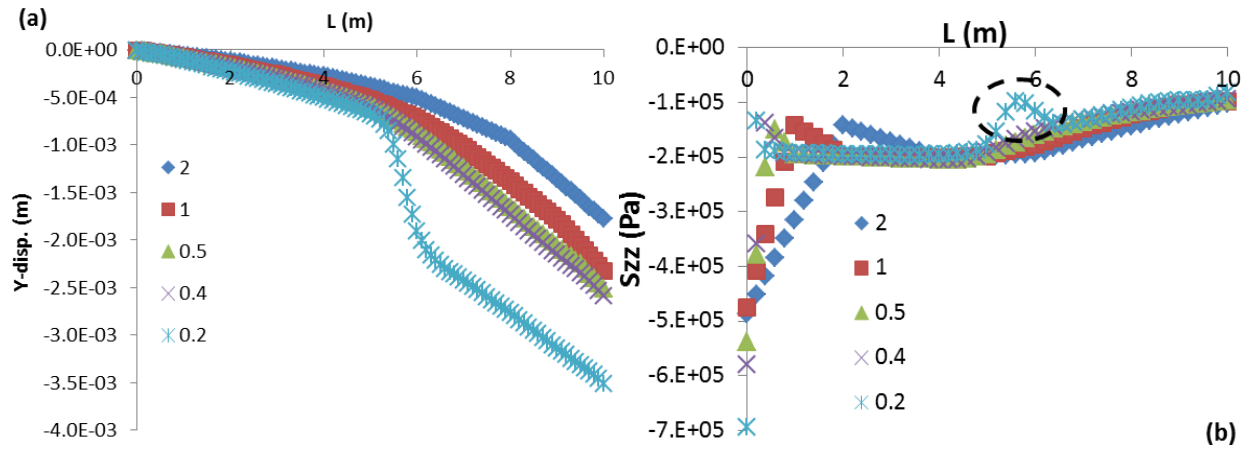 (a)
L (m)
0.0E+00
0 2 4 6 8 10
-5.0E-04
-1.0E-03
-1.5E-03
-2.0E-03
-2.5E-03
-3.0E-03
-3.5E-03
-4.0E-03
Y-disp. (m)
2
1
0.5
0.4
0.2
L (m)
0.E+00
0 2 4 6 8 10
-1.E+05
-2.E+05
-3.E+05
-4.E+05
-5.E+05
-6.E+05
-7.E+05
Szz (Pa)
2
1
0.5
0.4
0.2
(b)